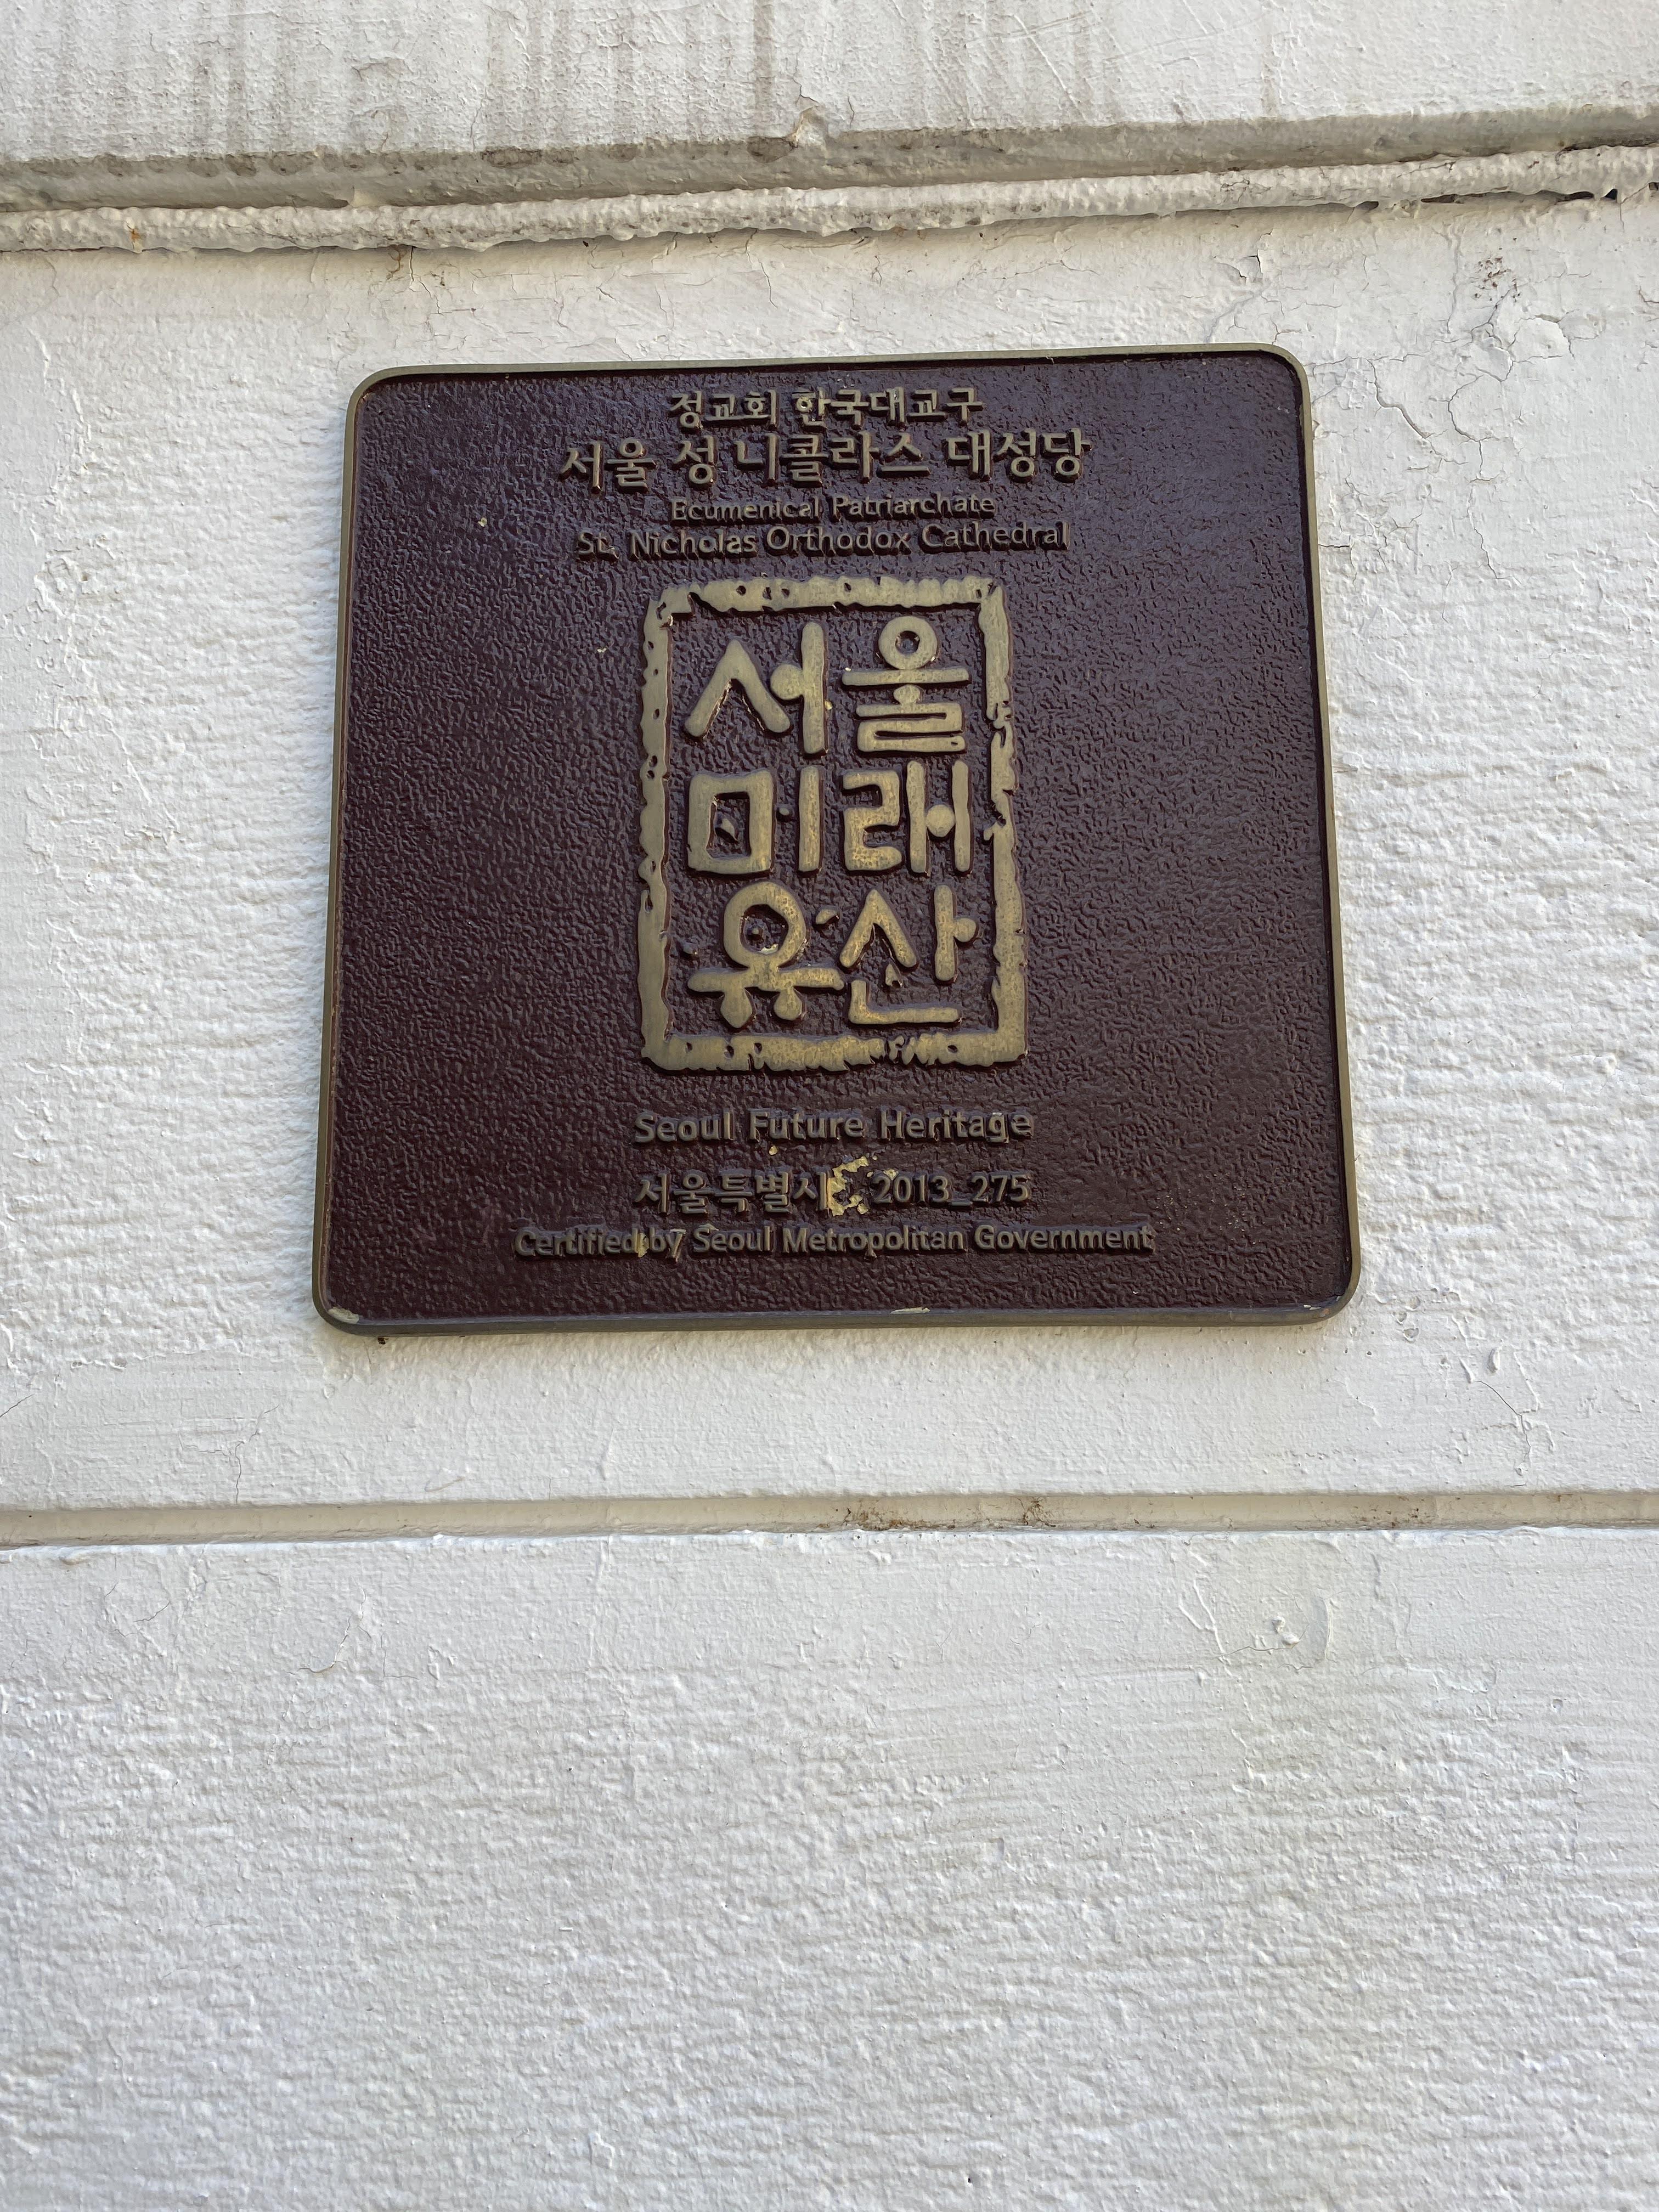 정교회 한국대교구
서울 성 니콜라스 대성당
Ecumenical Patriarchate
St. Nicholas Orthodox Cathedral
서울
미래
유산
Seoul Future Heritage
서울특별시 2013_275
Certified by Seoul Metropolitan Government